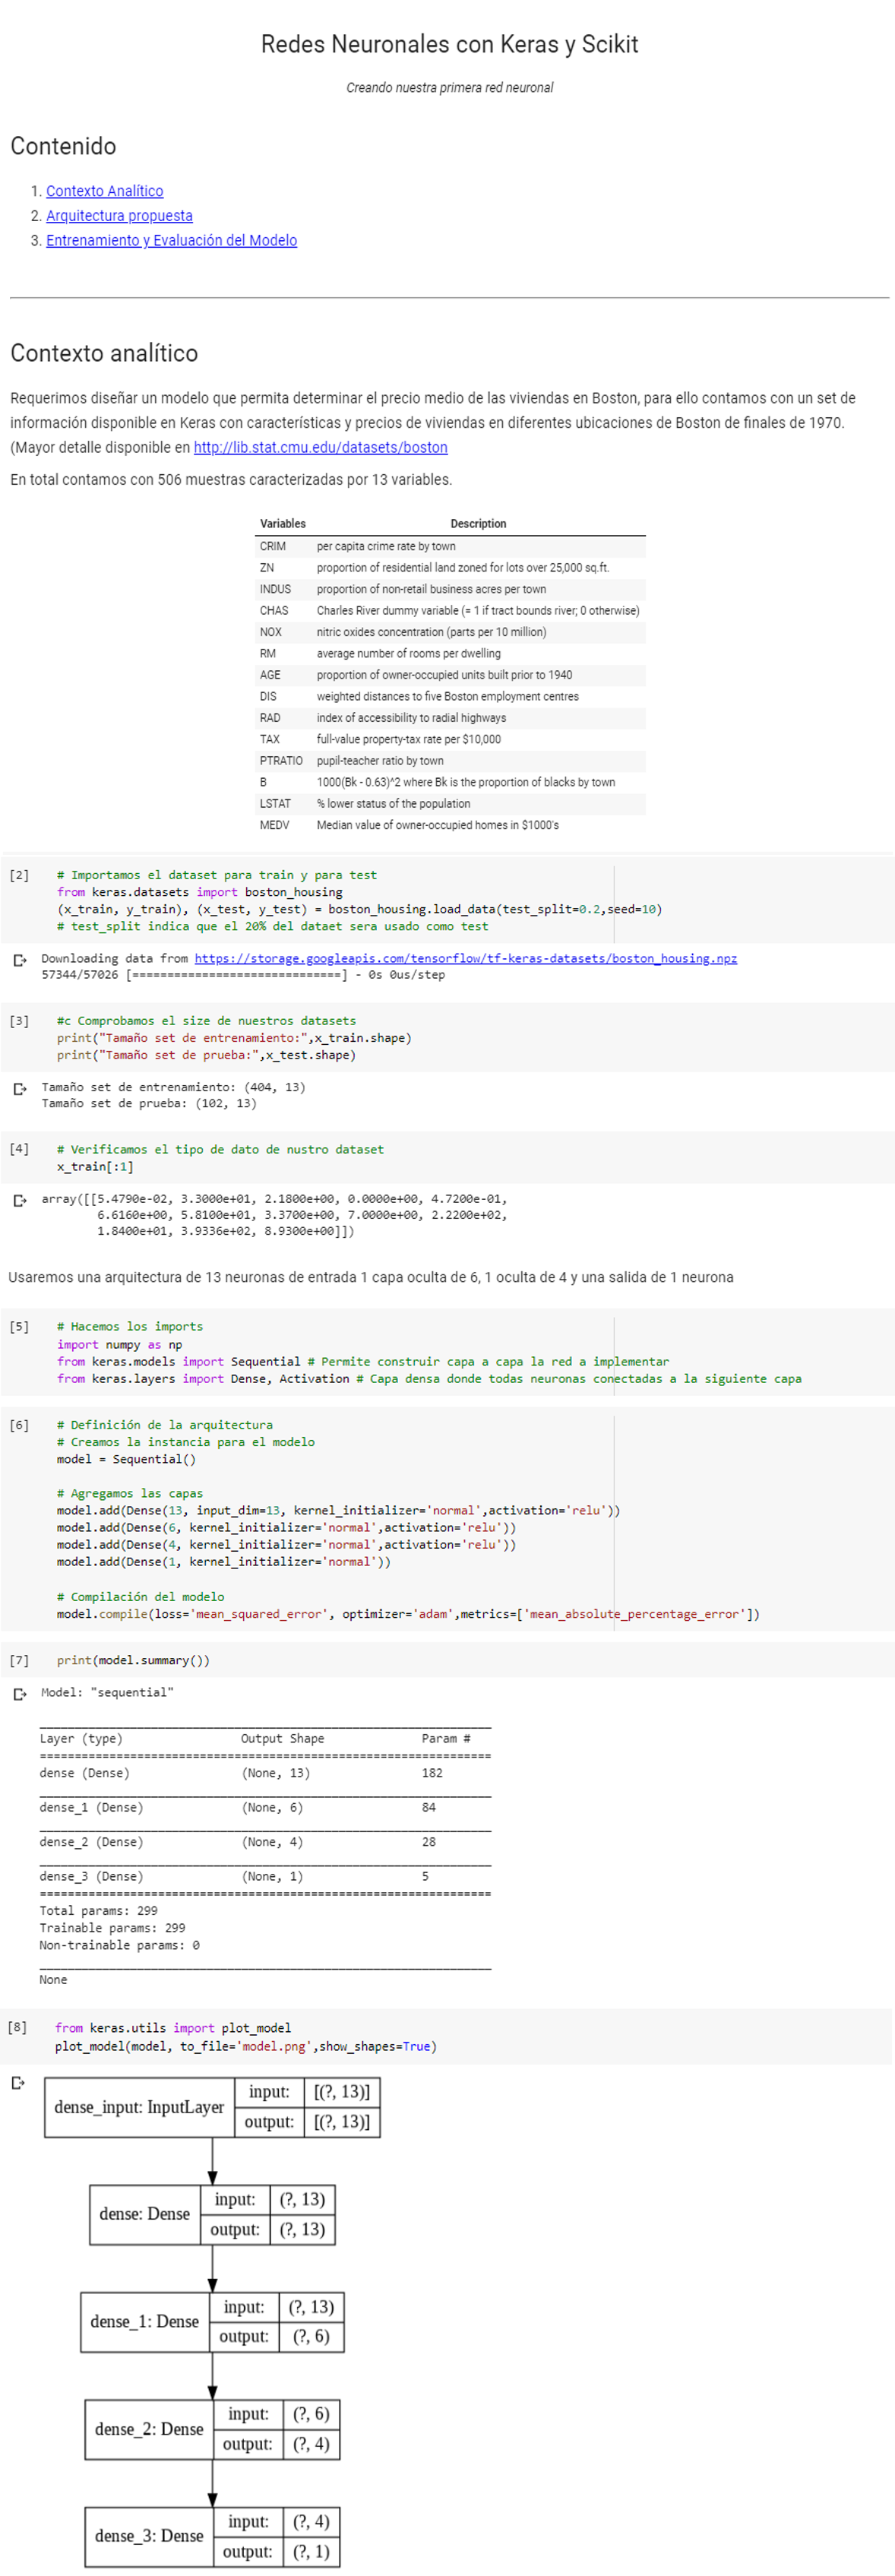 Redes Neuronales con Keras y Scikit
Creando nuestra primera red neuronal
Contenido
1. Contexto Analítico
2. Arquitectura propuesta
3. Entrenamiento y Evaluación del Modelo
Contexto analítico
Requerimos diseñar un modelo que permita determinar el precio medio de las viviendas en Boston, para ello contamos con un set de
información disponible en Keras con características y precios de viviendas en diferentes ubicaciones de Boston de finales de 1970.
(Mayor detalle disponible en http://lib.stat.cmu.edu/datasets/boston
En total contamos con 506 muestras caracterizadas por 13 variables.
Variables Description
CRIM per capita crime rate by town
ZN proportion of residential land zoned for lots over 25,000 sq.ft.
INDUS proportion of non-retail business acres per town
CHAS Charles River dummy variable (= 1 if tract bounds river; 0 otherwise)
NOX nitric oxides concentration (parts per 10 million)
RM average number of rooms per dwelling
AGE proportion of owner-occupied units built prior to 1940
DIS weighted distances to five Boston employment centres
RAD index of accessibility to radial highways
TAX full-value property-tax rate per $10,000
PTRATIO pupil-teacher ratio by town
B 1000(Bk - 0.63)^2 where Bk is the proportion of blacks by town
LSTAT % lower status of the population
MEDV Median value of owner-occupied homes in $1000's
[2] # Importamos el dataset para train y para test
from keras.datasets import boston_housing
(x_train, y_train), (x_test, y_test) = boston_housing.load_data(test_split=0.2,seed=10)
# test_split indica que el 20% del dataet sera usado como test
Downloading data from https://storage.googleapis.com/tensorflow/tf-keras-datasets/boston_housing.npz
57344/57026 [==============================] - 0s 0us/step
[3] #c Comprobamos el size de nuestros datasets
print("Tamaño set de entrenamiento:",x_train.shape)
print("Tamaño set de prueba:",x_test.shape)
Tamaño set de entrenamiento: (404, 13)
Tamaño set de prueba: (102, 13)
[4] # Verificamos el tipo de dato de nustro dataset
x_train[:1]
array([[5.4790e-02, 3.3000e+01, 2.1800e+00, 0.0000e+00, 4.7200e-01,
6.6160e+00, 5.8100e+01, 3.3700e+00, 7.0000e+00, 2.2200e+02,
1.8400e+01, 3.9336e+02, 8.9300e+00]])
Usaremos una arquitectura de 13 neuronas de entrada 1 capa oculta de 6, 1 oculta de 4 y una salida de 1 neurona
[5] # Hacemos los imports
import numpy as np
from keras.models import Sequential # Permite construir capa a capa la red a implementar
from keras.layers import Dense, Activation # Capa densa donde todas neuronas conectadas a la siguiente capa
[6] # Definición de la arquitectura
# Creamos la instancia para el modelo
model = Sequential()
# Agregamos las capas
model.add(Dense(13, input_dim=13, kernel_initializer='normal',activation='relu'))
model.add(Dense(6, kernel_initializer='normal',activation='relu'))
model.add(Dense(4, kernel_initializer='normal',activation='relu'))
model.add(Dense(1, kernel_initializer='normal'))
# Compilación del modelo
model.compile(loss='mean_squared_error', optimizer='adam',metrics=['mean_absolute_percentage_error'])
[7] print(model.summary())
Model: "sequential"
Layer (type) Output Shape Param #
dense (Dense) (None, 13) 182
dense_1 (Dense) (None, 6) 84
dense_2 (Dense) (None, 4) 28
dense_3 (Dense) (None, 1) 5
Total params: 299
Trainable params: 299
Non-trainable params: 0
None
[8] from keras.utils import plot_model
plot_model(model, to_file='model.png',show_shapes=True)
dense_input: InputLayer
input: [(?, 13)]
output: [(?, 13)]
dense: Dense
input: (?, 13)
output: (?, 13)
dense_1: Dense
input: (?, 13)
output: (?, 6)
dense_2: Dense
input: (?, 6)
output: (?, 4)
dense_3: Dense
input: (?, 4)
output: (?, 1)